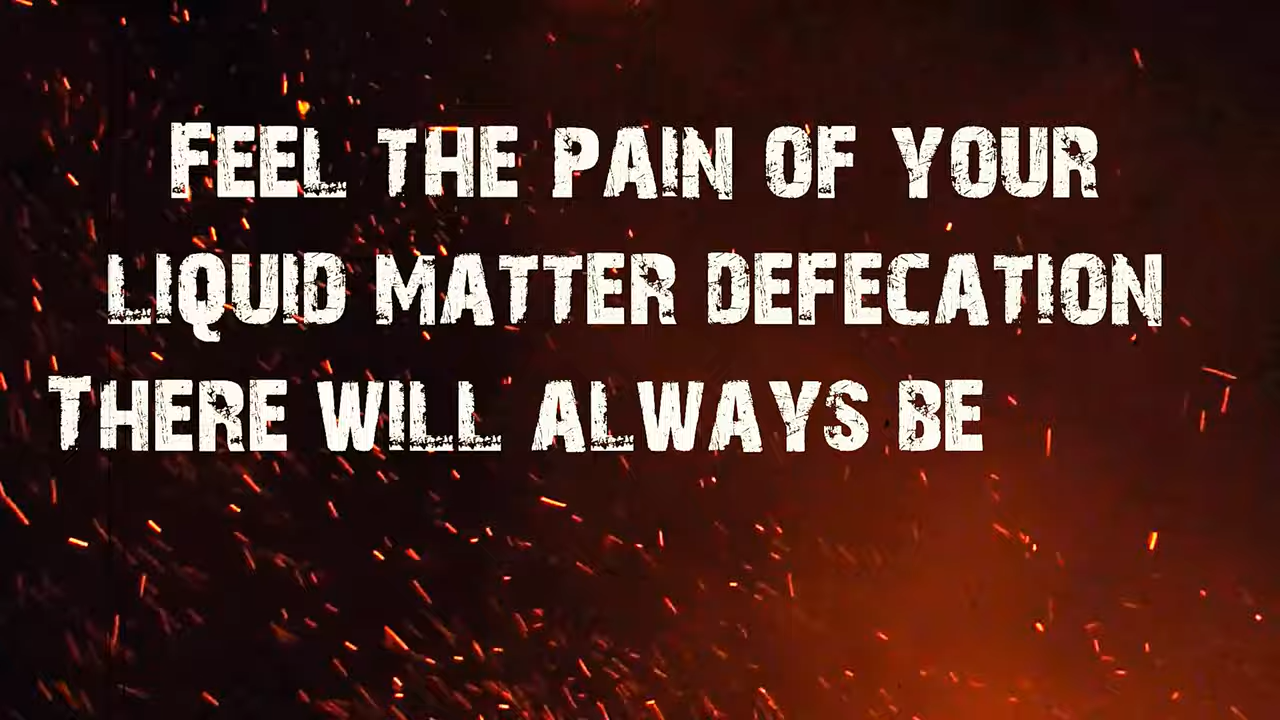 Feel the pain of your
liquid matter defecation
There will always be